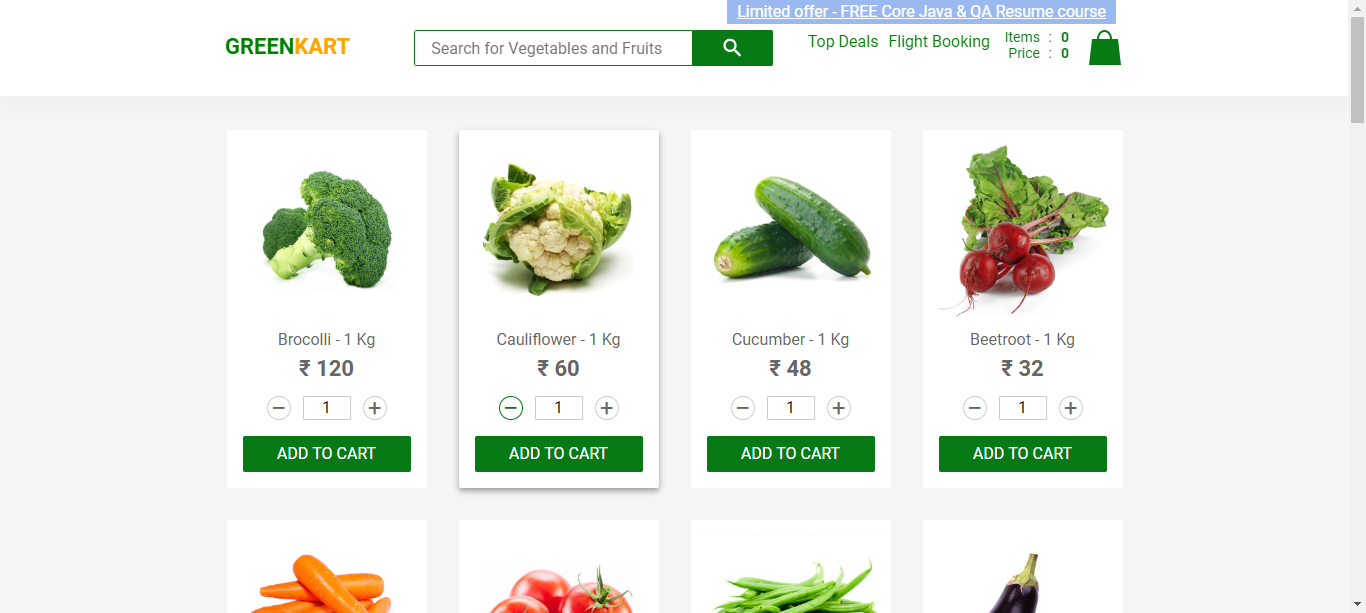 Limited offer - FREE Core Java & QA Resume course
GREENKART
Search for Vegetables and Fruits
Top Deals Flight Booking
Items : 0
Price : 0
Brocolli - 1 Kg
₹ 120
− 1 +
ADD TO CART
Cauliflower - 1 Kg
₹ 60
− 1 +
ADD TO CART
Cucumber - 1 Kg
₹ 48
− 1 +
ADD TO CART
Beetroot - 1 Kg
₹ 32
− 1 +
ADD TO CART